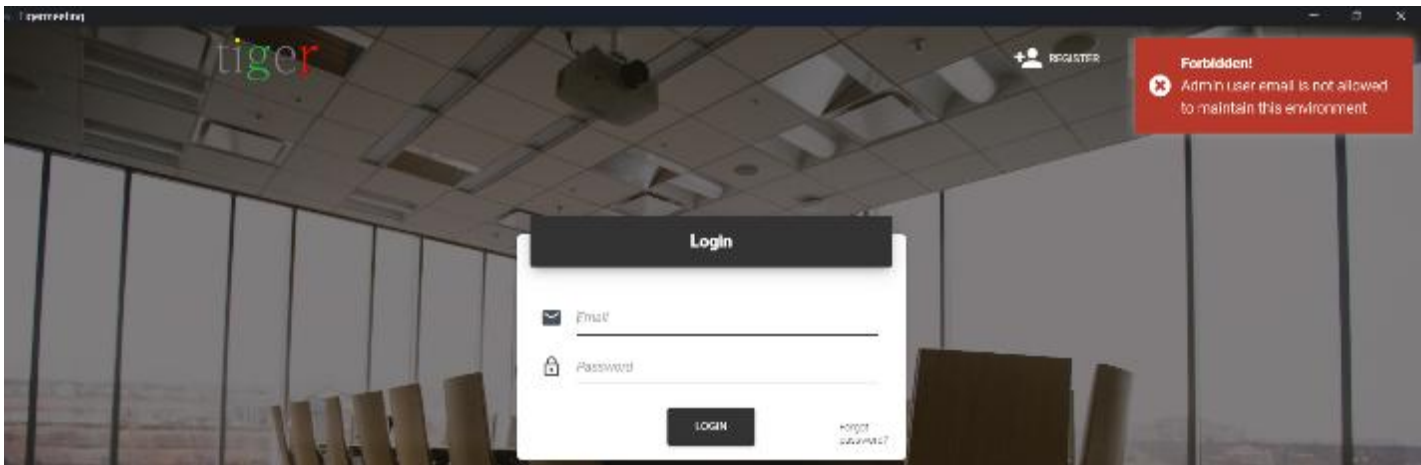 Tigermeeting
tiger
REGISTER
Forbidden!
Admin user email is not allowed
to maintain this environment
Login
Email
Password
LOGIN
Forgot
password?